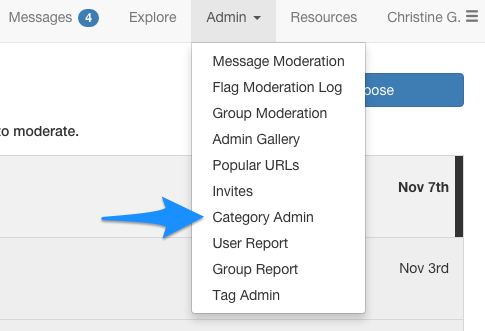 Messages 4 Explore Admin Resources Christine G.
Message Moderation
Flag Moderation Log
pose
Group Moderation
to moderate.
Admin Gallery
Popular URLs
Invites
Nov 7th
Category Admin
User Report
Group Report
Nov 3rd
Tag Admin